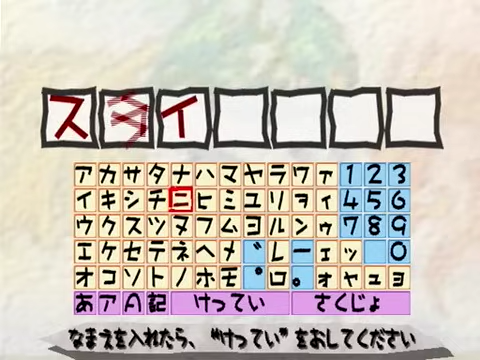 ス イ
ア カ サ タ ナ ハ マ ヤ ラ ワ ァ 1 2 3
イ キ シ チ ニ ヒ ミ ユ リ ヲ ィ 4 5 6
ウ ク ス ツ ヌ フ ム ヨ ル ン ゥ 7 8 9
エ ケ セ テ ネ ヘ メ ゛ レ ー ェ ッ 0
オ コ ソ ト ノ ホ モ ゜ ロ 。 ォ ャ ュ ョ
あ ア A 記 けってい さくじょ
なまえを入れたら、“けってい”をおしてください